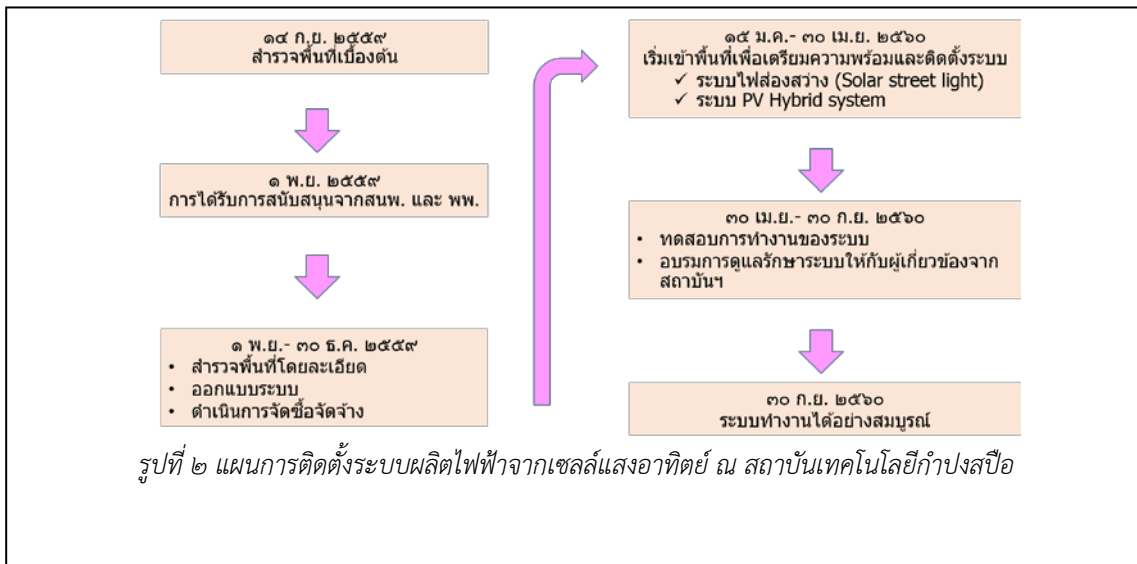 ๑๔ ก.ย. ๒๕๕๙
สำรวจพื้นที่เบื้องต้น
๑ พ.ย. ๒๕๕๙
การได้รับการสนับสนุนจากสนพ. และ พพ.
๑ พ.ย.- ๓๐ ธ.ค. ๒๕๕๙
• สำรวจพื้นที่โดยละเอียด
• ออกแบบระบบ
• ดำเนินการจัดซื้อจัดจ้าง
๑๕ ม.ค.- ๓๐ เม.ย. ๒๕๖๐
เริ่มเข้าพื้นที่เพื่อเตรียมความพร้อมและติดตั้งระบบ
✓ ระบบไฟส่องสว่าง (Solar street light)
✓ ระบบ PV Hybrid system
๓๐ เม.ย.- ๓๐ ก.ย. ๒๕๖๐
• ทดสอบการทำงานของระบบ
• อบรมการดูแลรักษาระบบให้กับผู้เกี่ยวข้องจาก
สถาบันฯ
๓๐ ก.ย. ๒๕๖๐
ระบบทำงานได้อย่างสมบูรณ์
รูปที่ ๒ แผนการติดตั้งระบบผลิตไฟฟ้าจากเซลล์แสงอาทิตย์ ณ สถาบันเทคโนโลยีกำปงสปือ